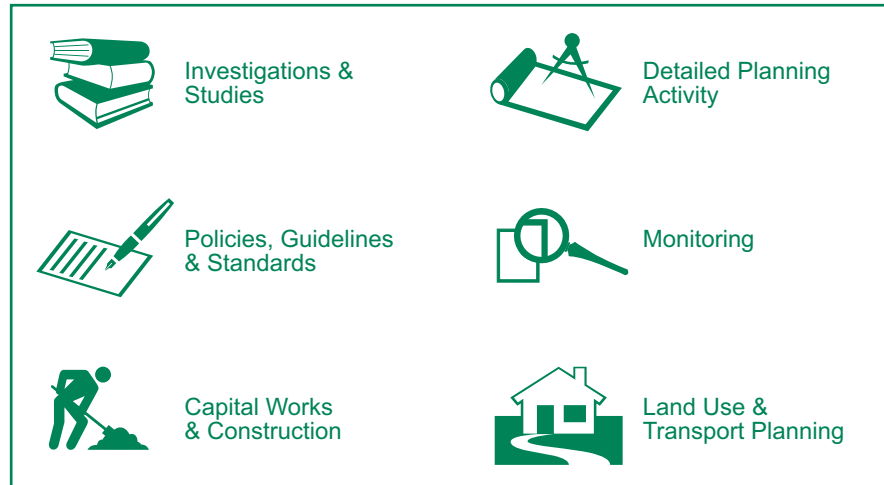 Investigations &
Studies
Detailed Planning
Activity
Policies, Guidelines
& Standards
Monitoring
Capital Works
& Construction
Land Use &
Transport Planning